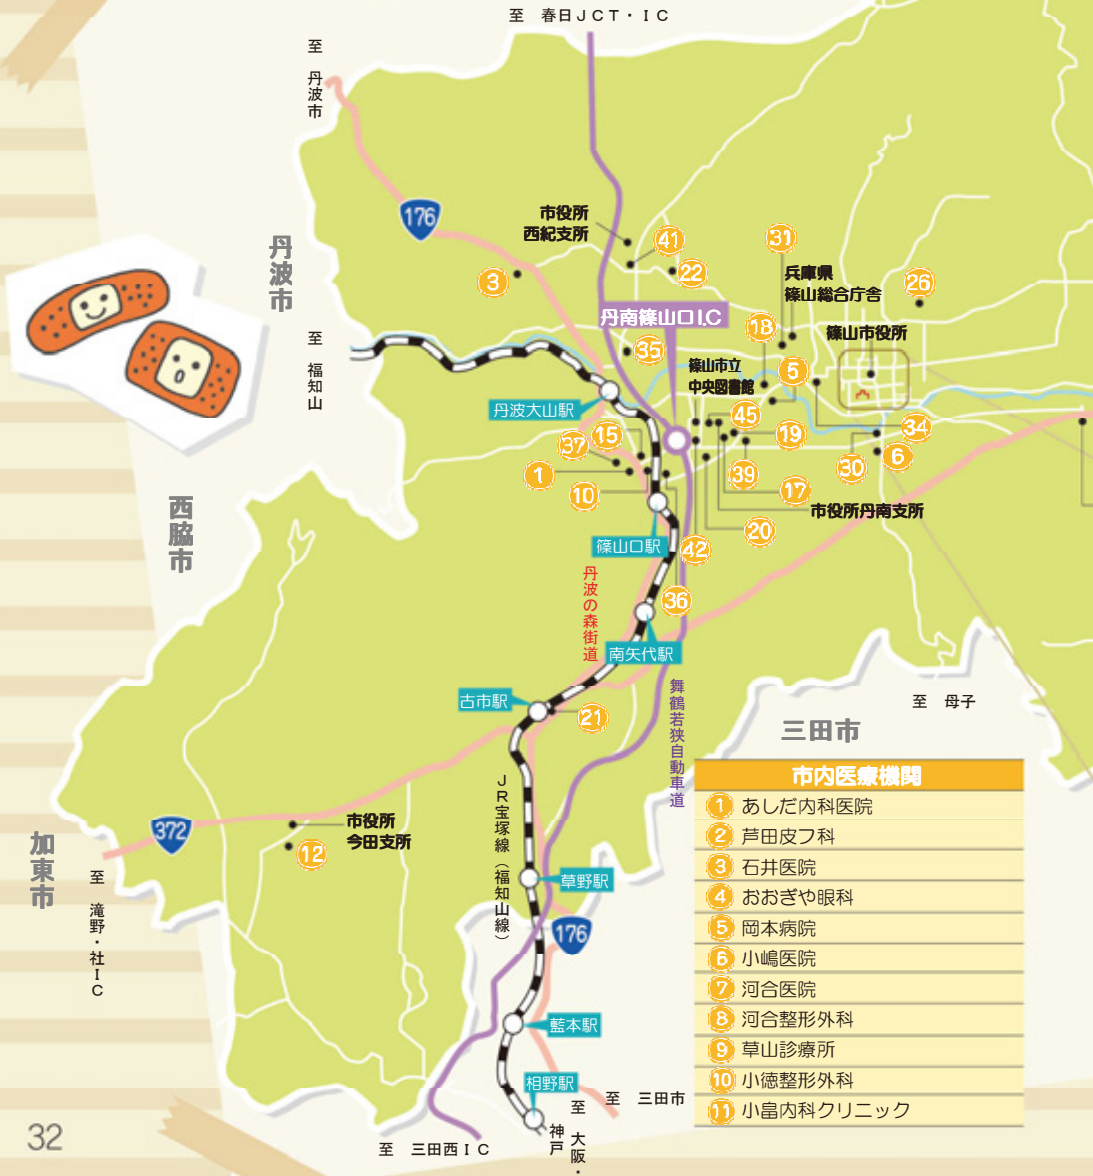 至 春日ＪＣＴ・ＩＣ
至 丹波市
176
丹波市
市役所
西紀支所
41
22
3
31
兵庫県
篠山総合庁舎
26
丹南篠山口I.C
18
篠山市役所
至 福知山
35
篠山市立
中央図書館
5
丹波大山駅
45
34
37
15
19
1
10
39
30
6
17
市役所丹南支所
20
西脇市
篠山口駅
42
丹波の森街道
36
南矢代駅
古市駅
21
舞鶴若狭自動車道
至 母子
三田市
ＪＲ宝塚線（福知山線）
372
市役所
今田支所
12
加東市
至 滝野・社ＩＣ
草野駅
176
藍本駅
相野駅
至 三田市
至 大阪・
神戸
至 三田西ＩＣ
市内医療機関
1 あしだ内科医院
2 芦田皮フ科
3 石井医院
4 おおぎや眼科
5 岡本病院
6 小嶋医院
7 河合医院
8 河合整形外科
9 草山診療所
10 小徳整形外科
11 小畠内科クリニック
32